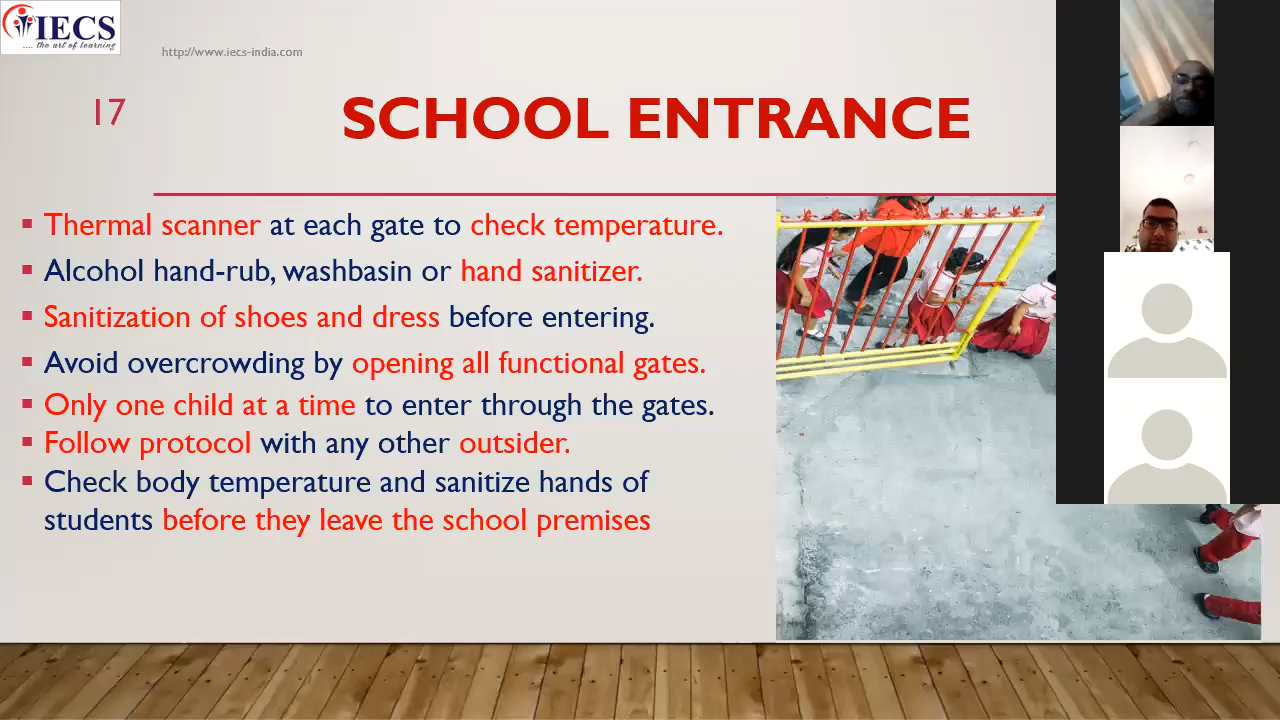 IECS
.... the art of learning
http://www.iecs-india.com
17
SCHOOL ENTRANCE
Thermal scanner at each gate to check temperature.
Alcohol hand-rub, washbasin or hand sanitizer.
Sanitization of shoes and dress before entering.
Avoid overcrowding by opening all functional gates.
Only one child at a time to enter through the gates.
Follow protocol with any other outsider.
Check body temperature and sanitize hands of
students before they leave the school premises